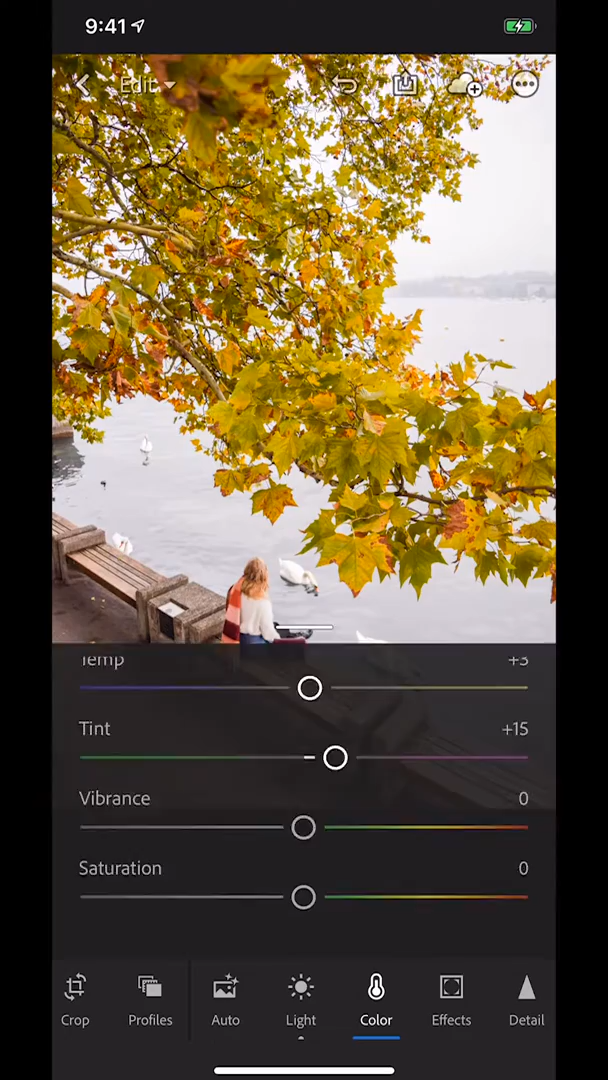 9:41
Edit
Temp +3
Tint +15
Vibrance 0
Saturation 0
Crop Profiles Auto Light Color Effects Detail